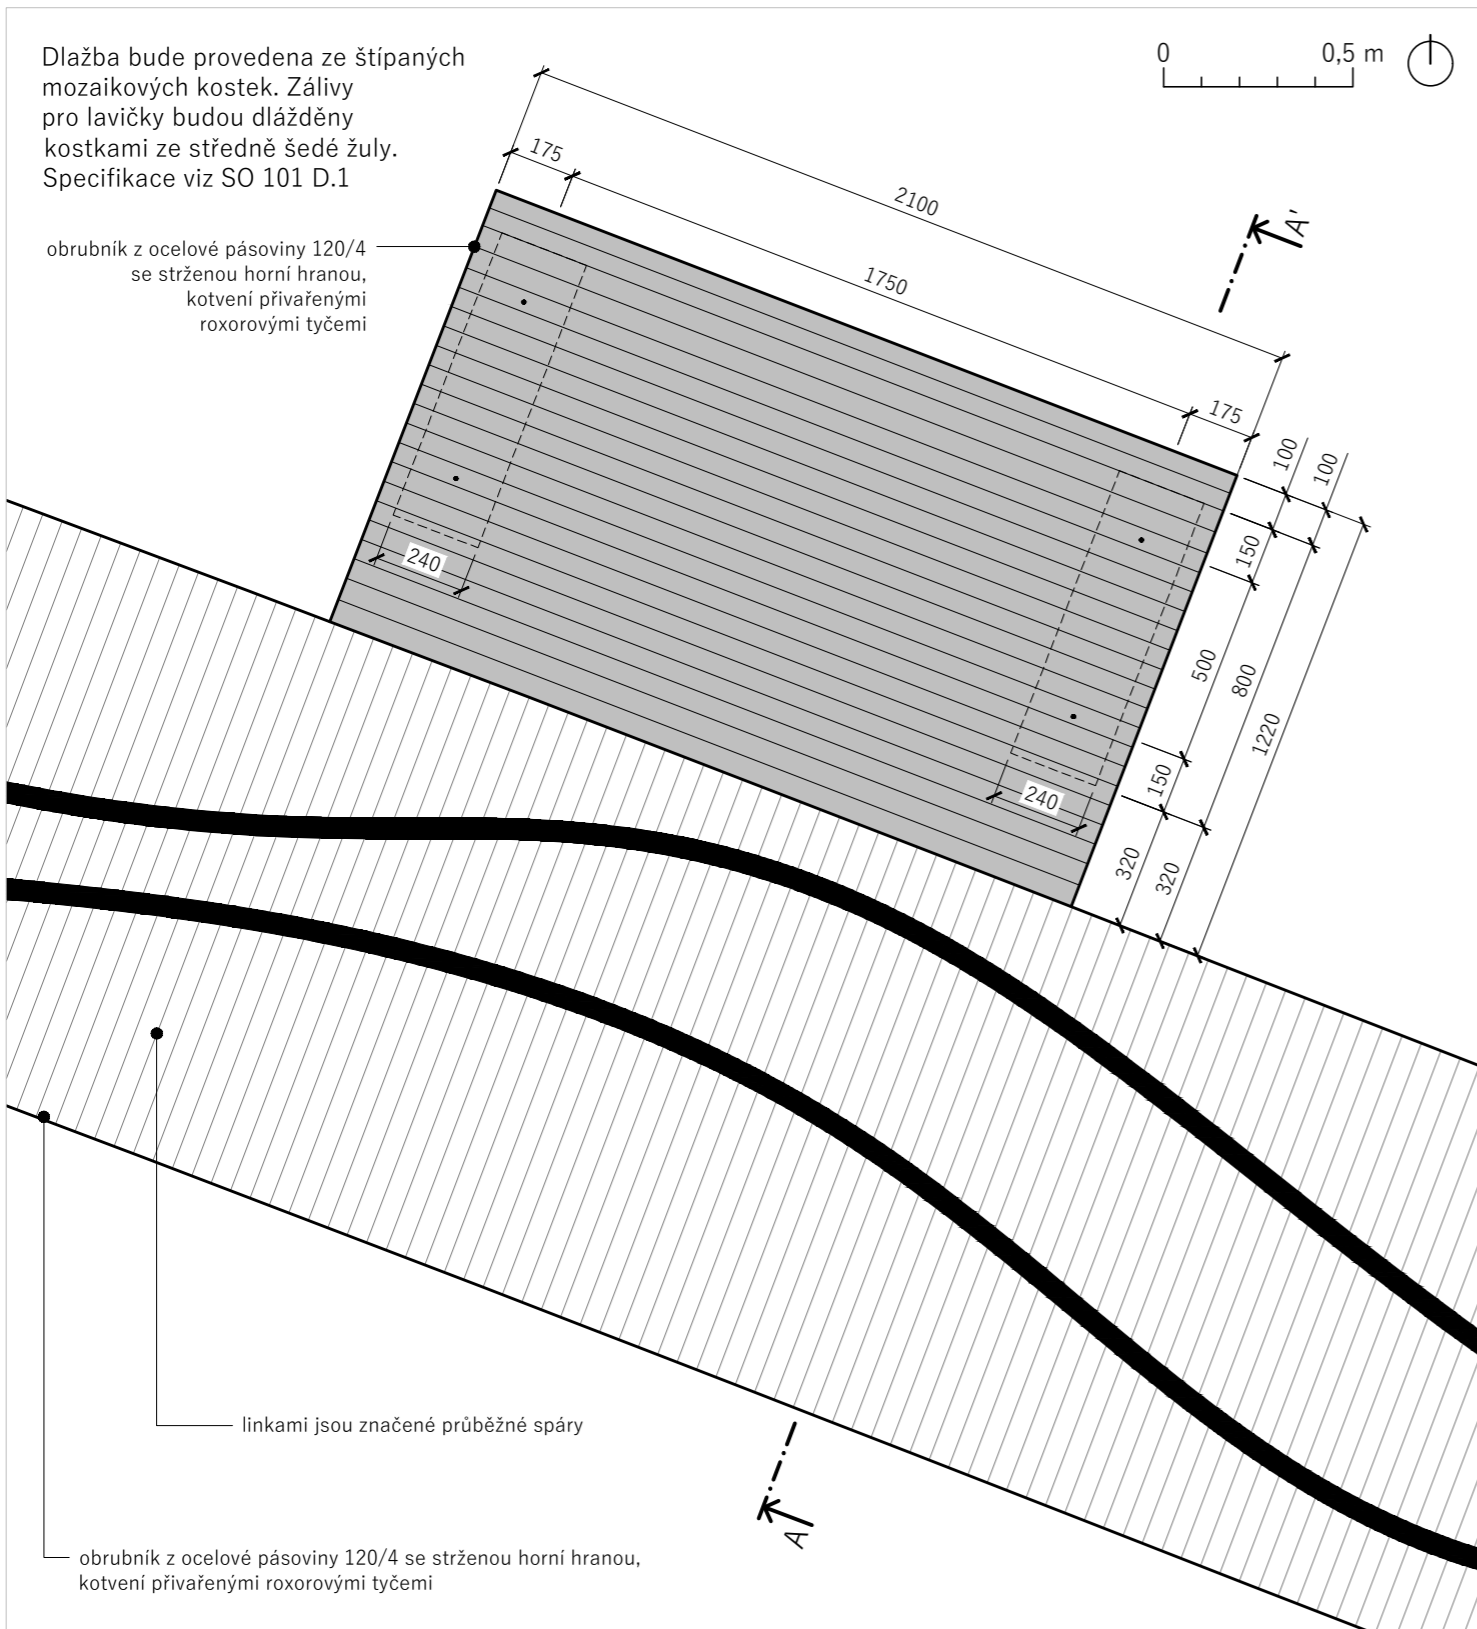 Dlažba bude provedena ze štípaných
mozaikových kostek. Zálivy
pro lavičky budou dlážděny
kostkami ze středně šedé žuly.
Specifikace viz SO 101 D.1
0 0,5 m
obrubník z ocelové pásoviny 120/4
se strženou horní hranou,
kotvení přivařenými
roxorovými tyčemi
175
2100
1750
175
A'
100
100
150
500
800
1220
150
320
320
240
240
linkami jsou značené průběžné spáry
A
obrubník z ocelové pásoviny 120/4 se strženou horní hranou,
kotvení přivařenými roxorovými tyčemi